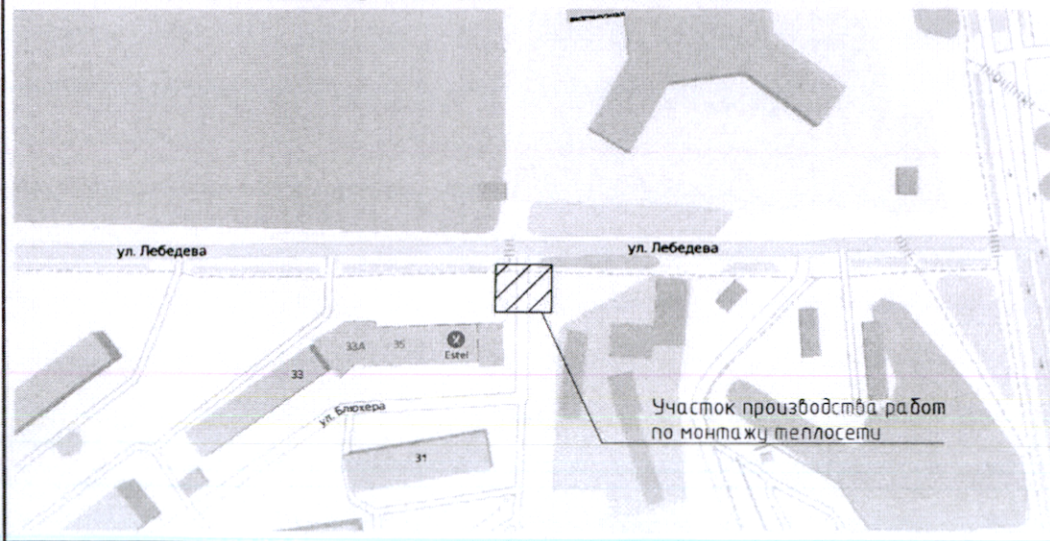 ул. Лебедева
ул. Лебедева
33А
35
Estel
33
ул. Блюхера
31
Участок производства работ
по монтажу теплосети